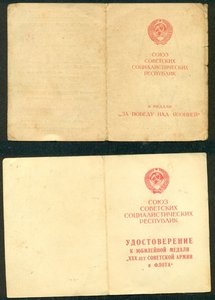 СОЮЗ
СОВЕТСКИХ
СОЦИАЛИСТИЧЕСКИХ
РЕСПУБЛИК
К МЕДАЛИ
„ЗА ПОБЕДУ НАД ЯПОНИЕЙ"
СОЮЗ
СОВЕТСКИХ
СОЦИАЛИСТИЧЕСКИХ
РЕСПУБЛИК
УДОСТОВЕРЕНИЕ
К ЮБИЛЕЙНОЙ МЕДАЛИ
„XXX ЛЕТ СОВЕТСКОЙ АРМИИ
И ФЛОТА"